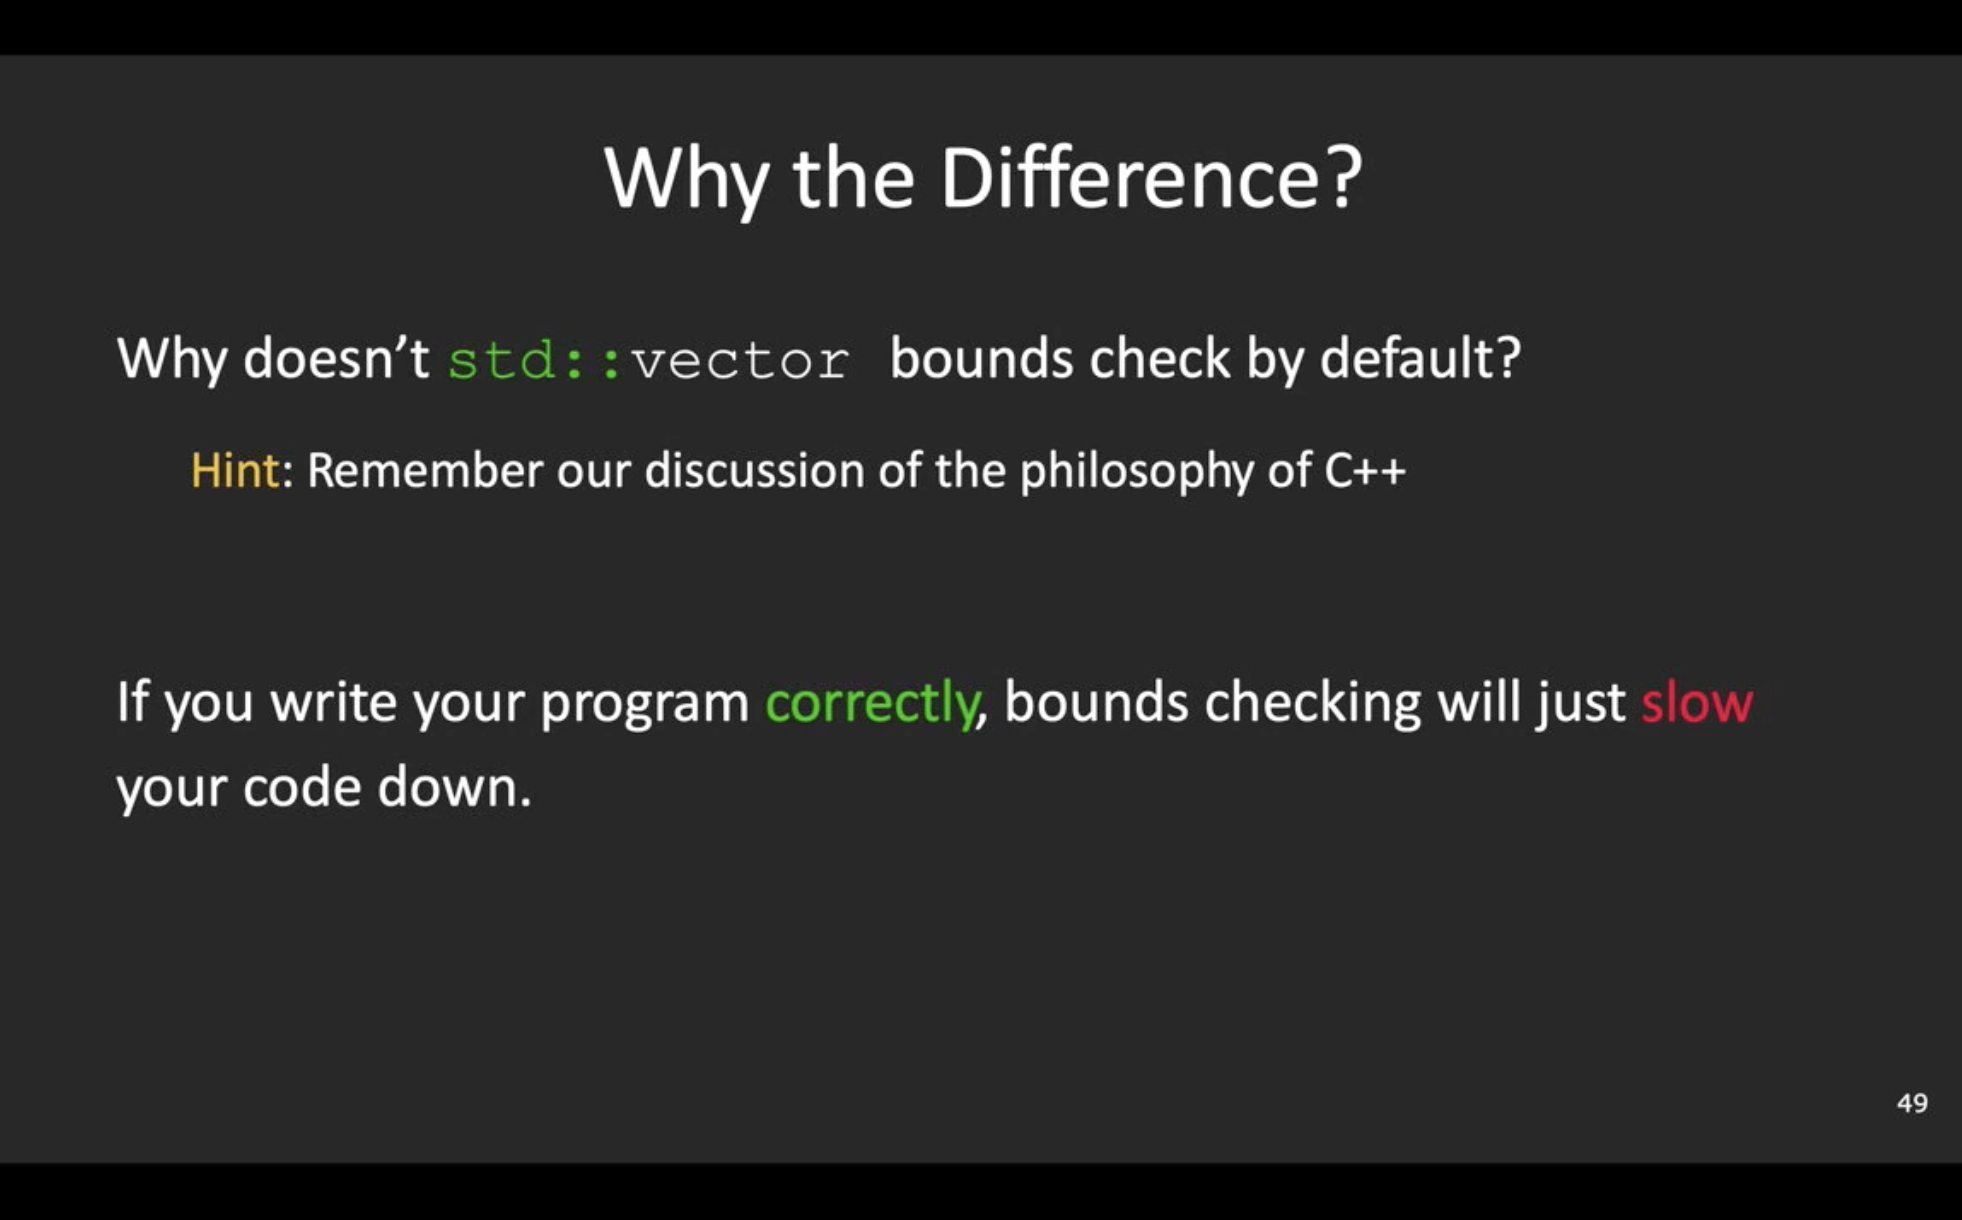 Why the Difference?
Why doesn’t std::vector bounds check by default?
Hint: Remember our discussion of the philosophy of C++
If you write your program correctly, bounds checking will just slow
your code down.
49